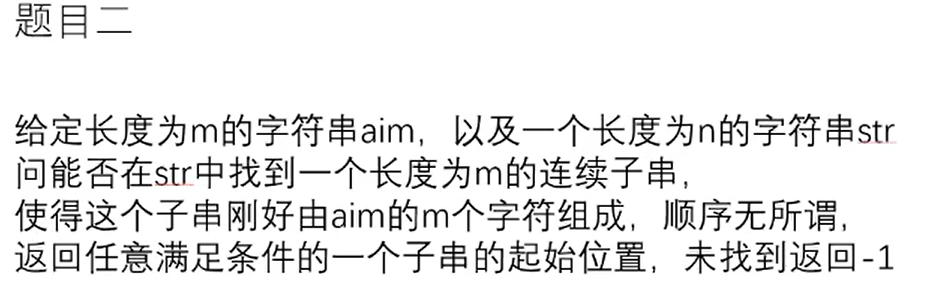 题目二
给定长度为m的字符串aim，以及一个长度为n的字符串str
问能否在str中找到一个长度为m的连续子串，
使得这个子串刚好由aim的m个字符组成，顺序无所谓，
返回任意满足条件的一个子串的起始位置，未找到返回-1